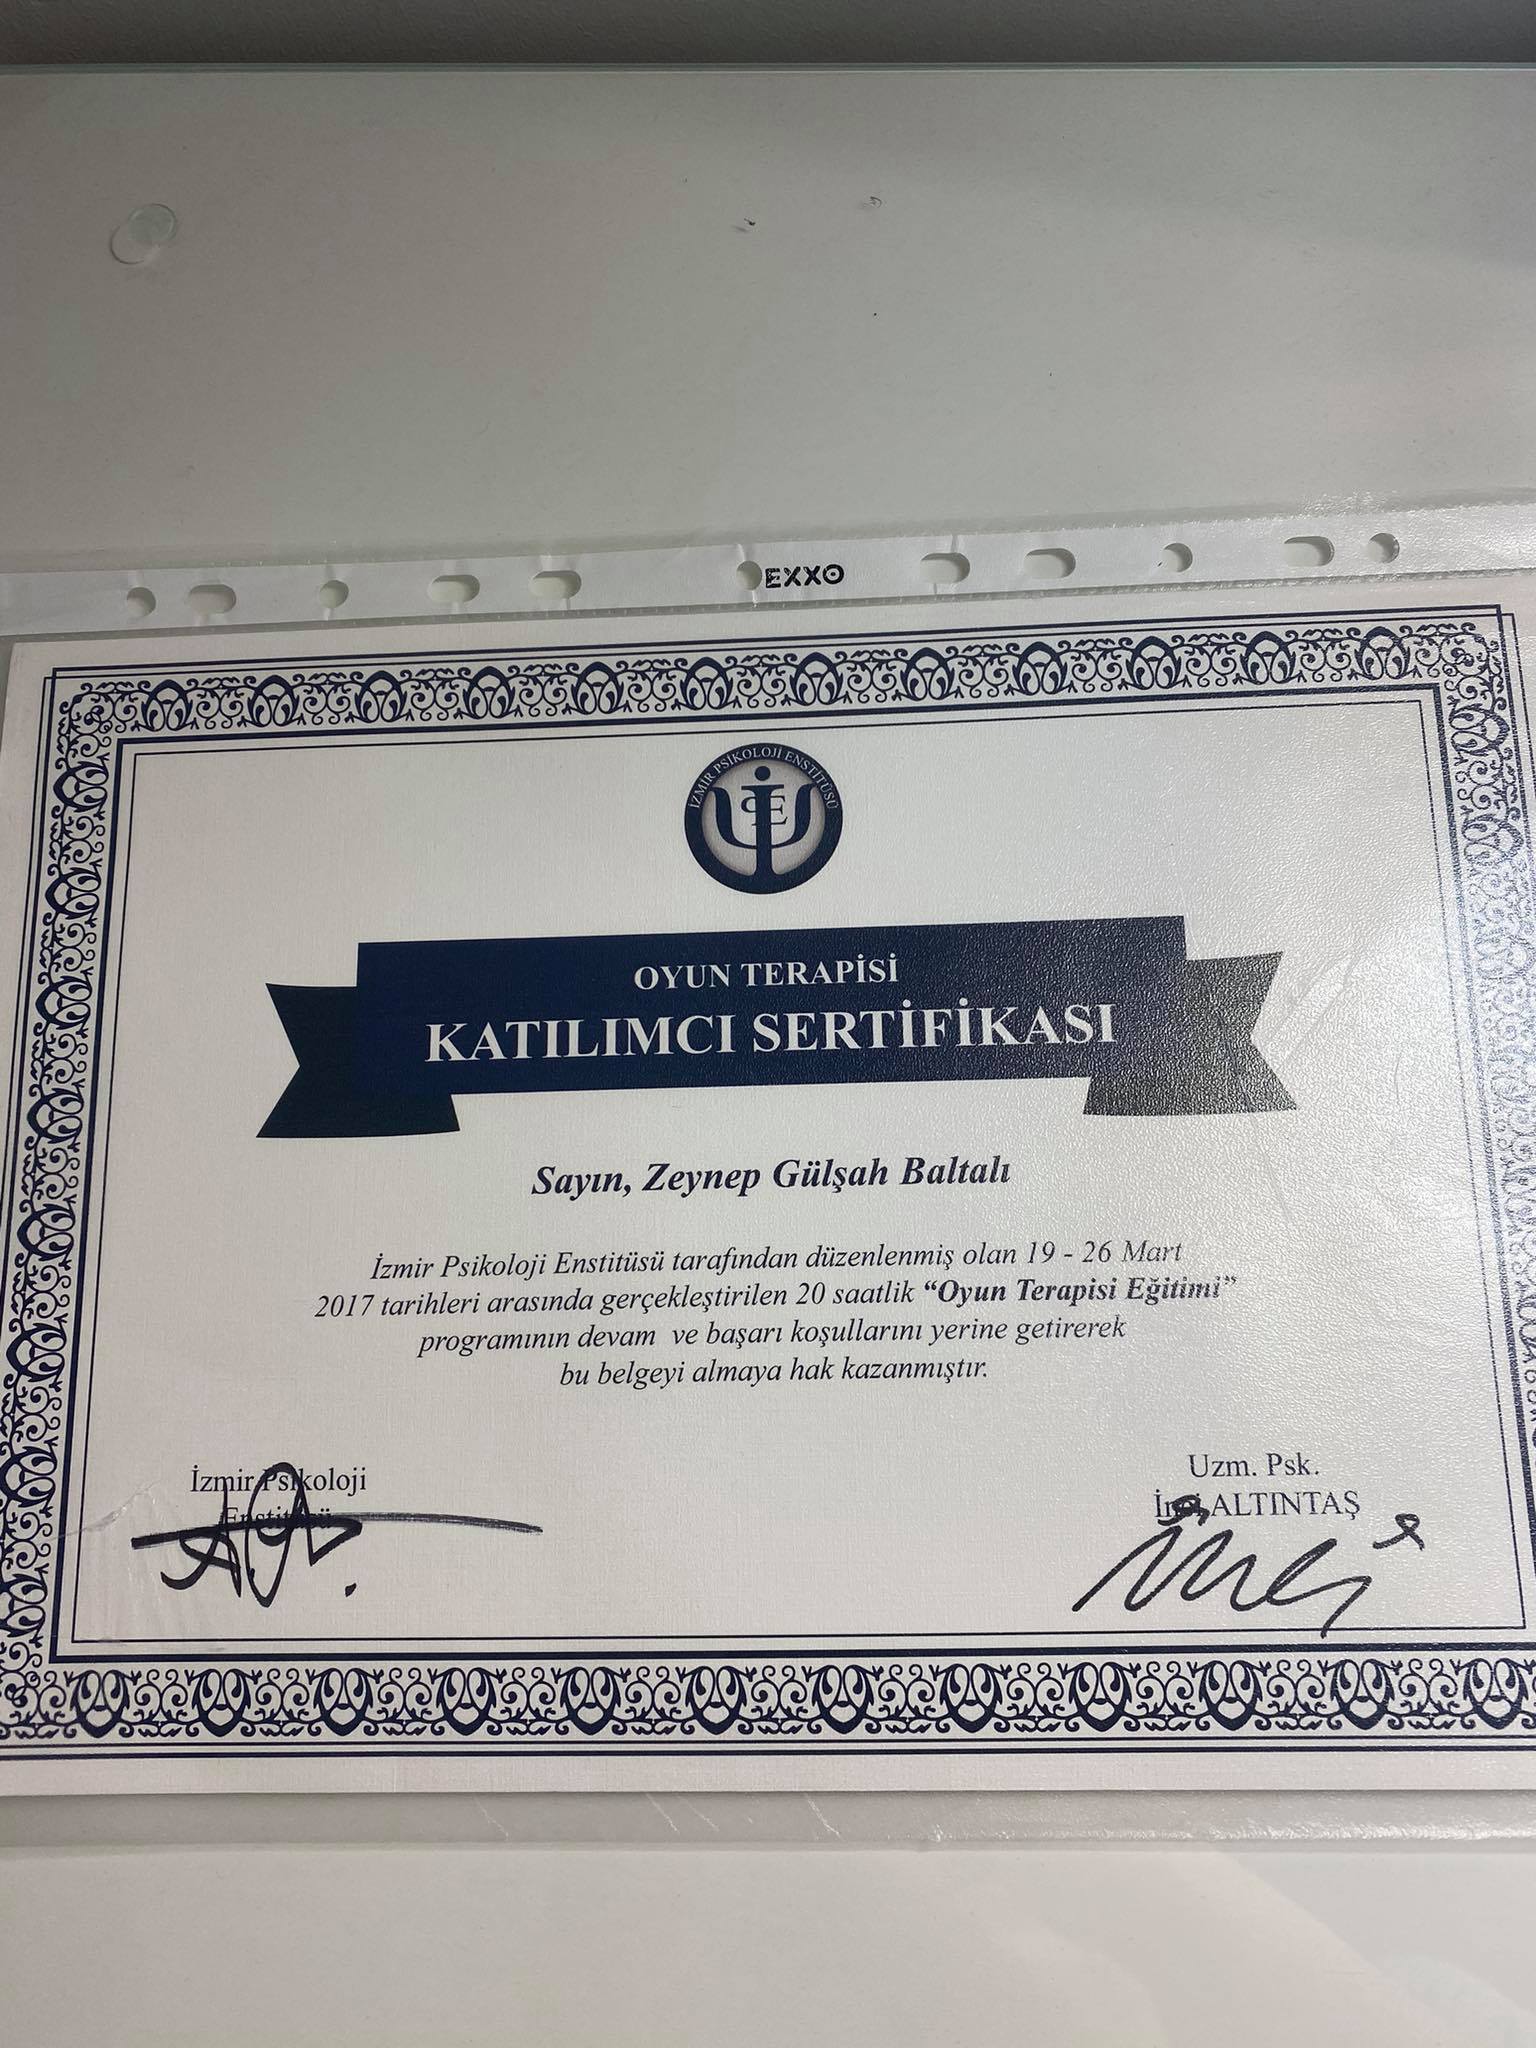 EXXO
İZMİR PSİKOLOJİ ENSTİTÜSÜ
OYUN TERAPİSİ
KATILIMCI SERTİFİKASI
Sayın, Zeynep Gülşah Baltalı
İzmir Psikoloji Enstitüsü tarafından düzenlenmiş olan 19 - 26 Mart
2017 tarihleri arasında gerçekleştirilen 20 saatlik “Oyun Terapisi Eğitimi”
programının devam ve başarı koşullarını yerine getirerek
bu belgeyi almaya hak kazanmıştır.
İzmir Psikoloji
Enstitüsü
Uzm. Psk.
İnci ALTINTAŞ